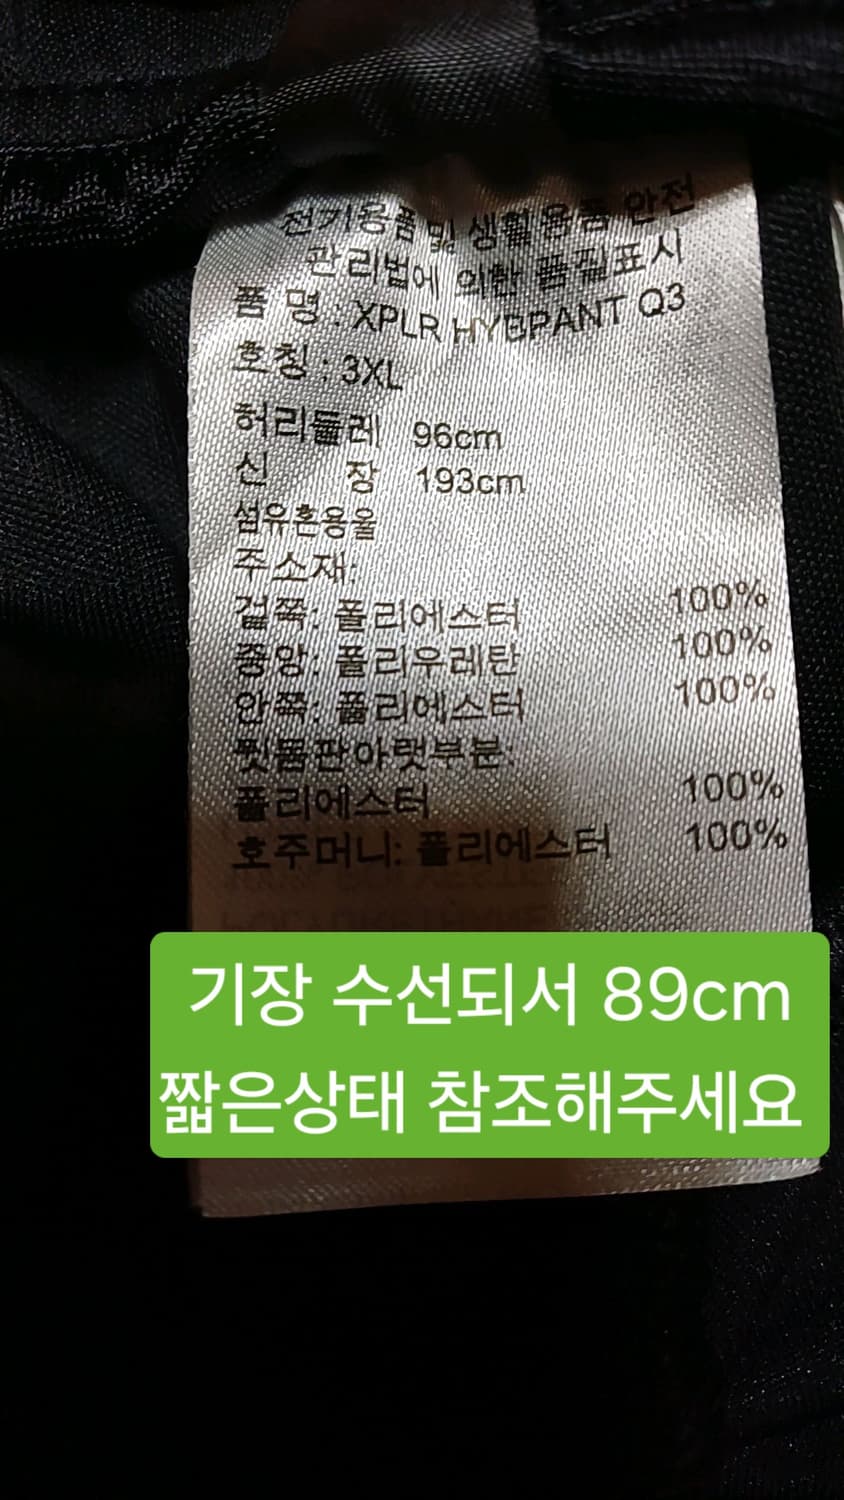 전기용품 및 생활용품 안전
관리법에 의한 품질표시
품 명 : XPLR HYBPANT Q3
호칭 : 3XL
허리둘레 96cm
신 장 193cm
섬유혼용율
주소재:
겉쪽: 폴리에스터 100%
중앙: 폴리우레탄 100%
안쪽: 폴리에스터 100%
뒷몸판아랫부분:
폴리에스터 100%
호주머니: 폴리에스터 100%
기장 수선되서 89cm
짧은상태 참조해주세요